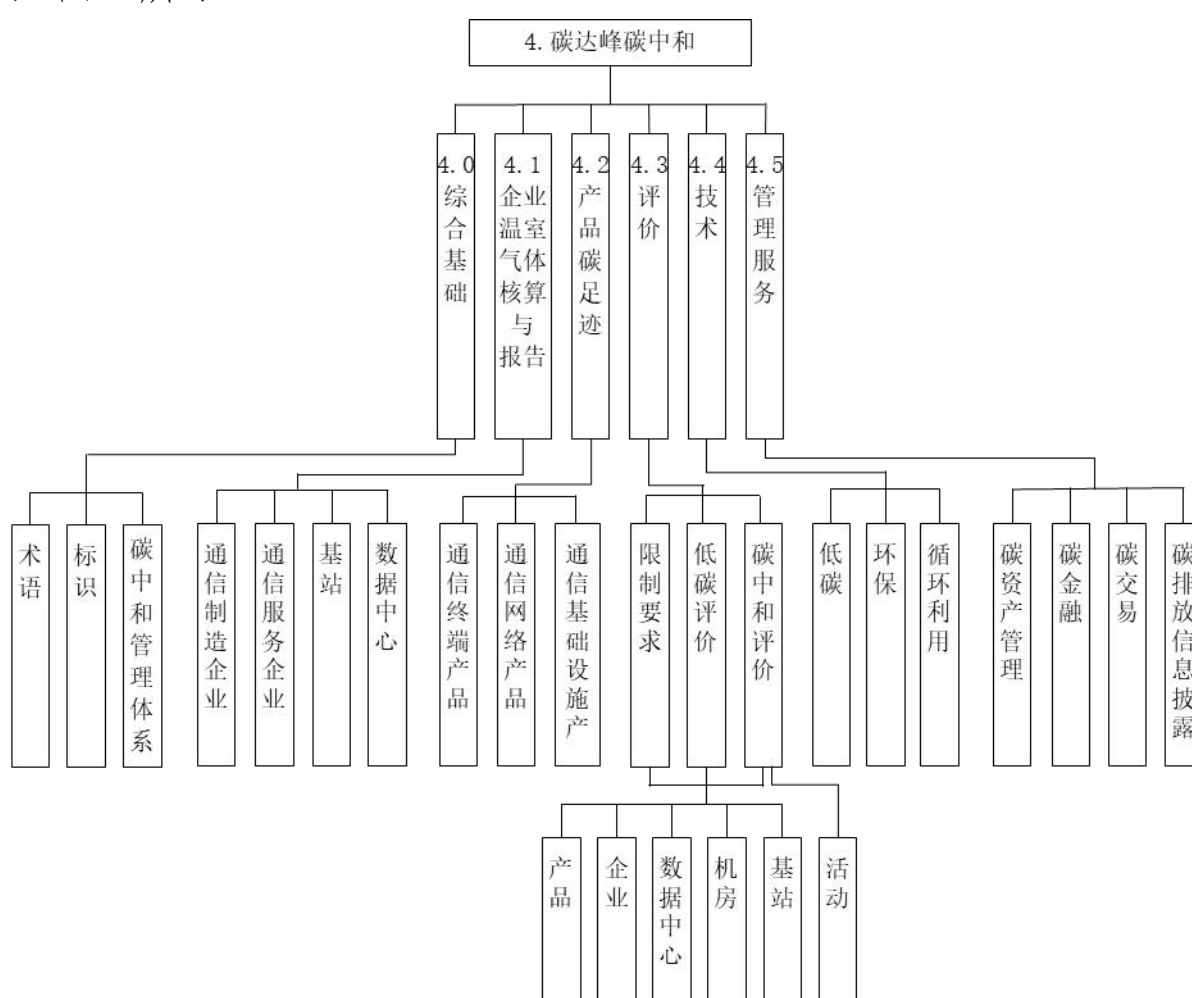 4.碳达峰碳中和
4.0综合基础
4.1企业温室气体核算与报告
4.2产品碳足迹
4.3评价
4.4技术
4.5管理服务
术语
标识
碳中和管理体系
通信制造企业
通信服务企业
基站
数据中心
通信终端产品
通信网络产品
通信基础设施产
限制要求
低碳评价
碳中和评价
低碳
环保
循环利用
碳资产管理
碳金融
碳交易
碳排放信息披露
产品
企业
数据中心
机房
基站
活动